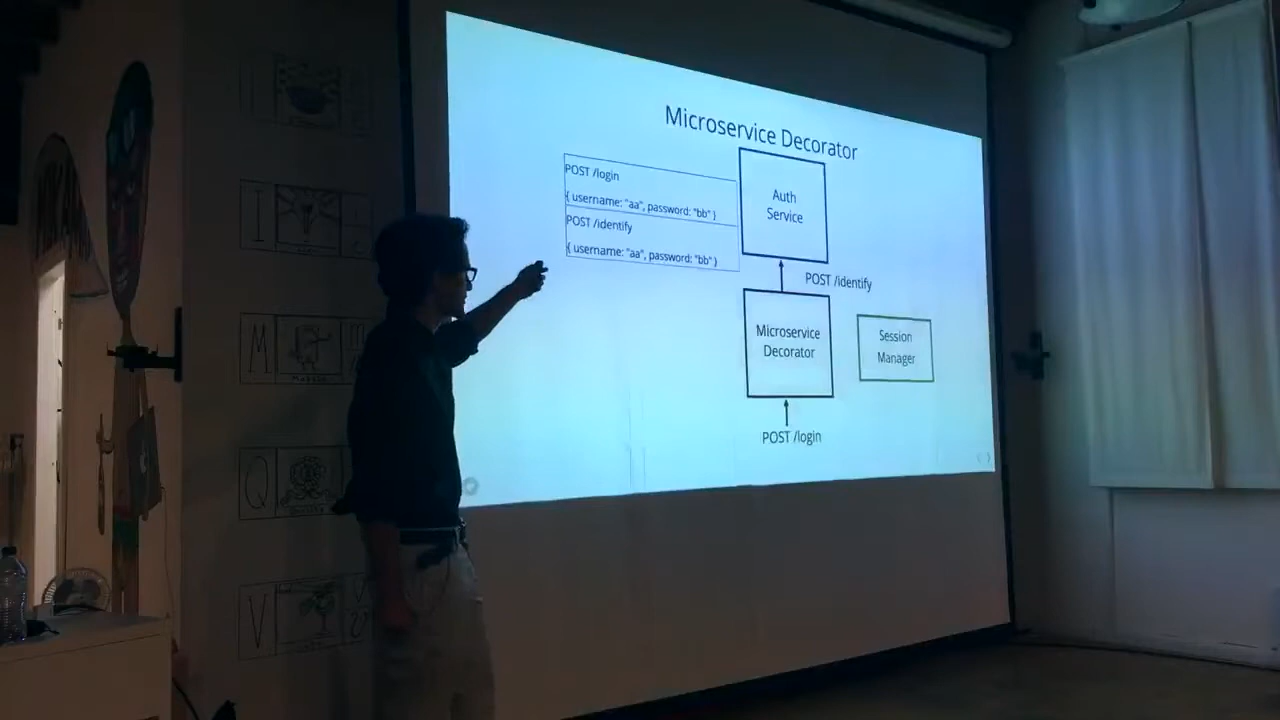 Microservice Decorator
POST /login
{ username: "aa", password: "bb" }
POST /identify
{ username: "aa", password: "bb" }
Auth
Service
POST /identify
Microservice
Decorator
Session
Manager
POST /login
I
M
Q
V